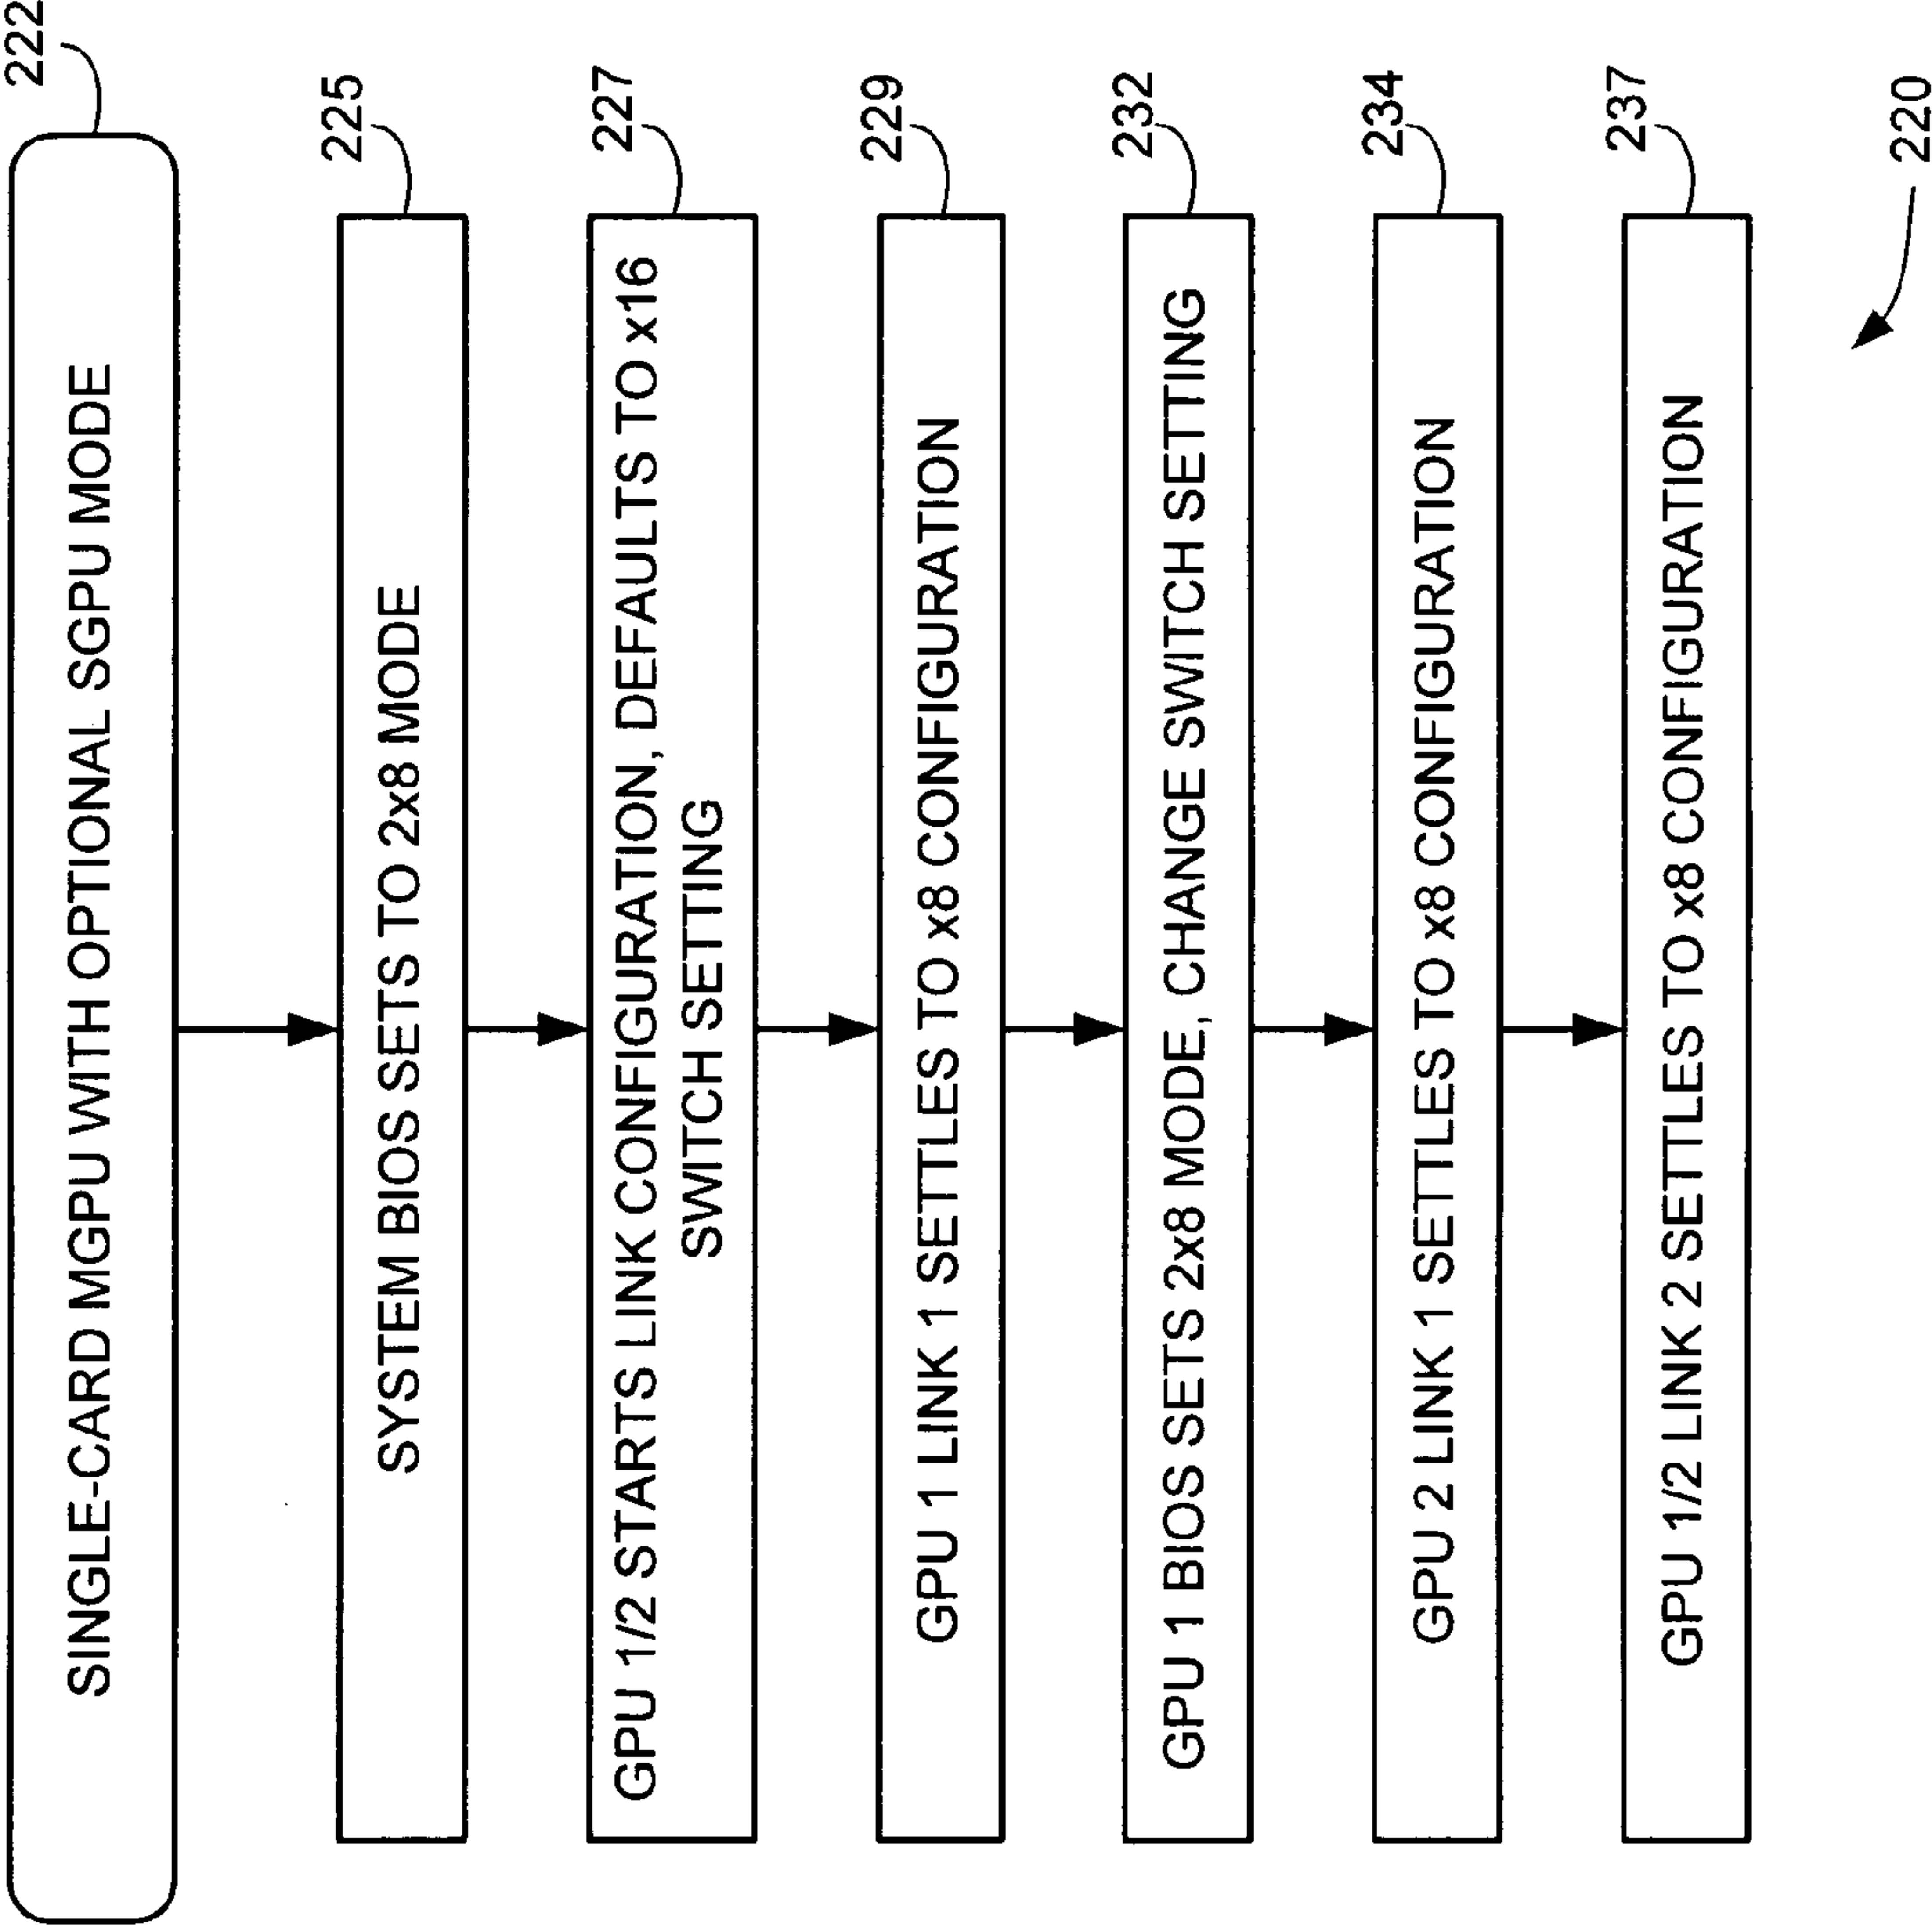 SINGLE-CARD MGPU WITH OPTIONAL SGPU MODE
222
SYSTEM BIOS SETS TO 2x8 MODE
225
GPU 1/2 STARTS LINK CONFIGURATION, DEFAULTS TO x16
SWITCH SETTING
227
GPU 1 LINK 1 SETTLES TO x8 CONFIGURATION
229
GPU 1 BIOS SETS 2x8 MODE, CHANGE SWITCH SETTING
232
GPU 2 LINK 1 SETTLES TO x8 CONFIGURATION
234
GPU 1/2 LINK 2 SETTLES TO x8 CONFIGURATION
237
220